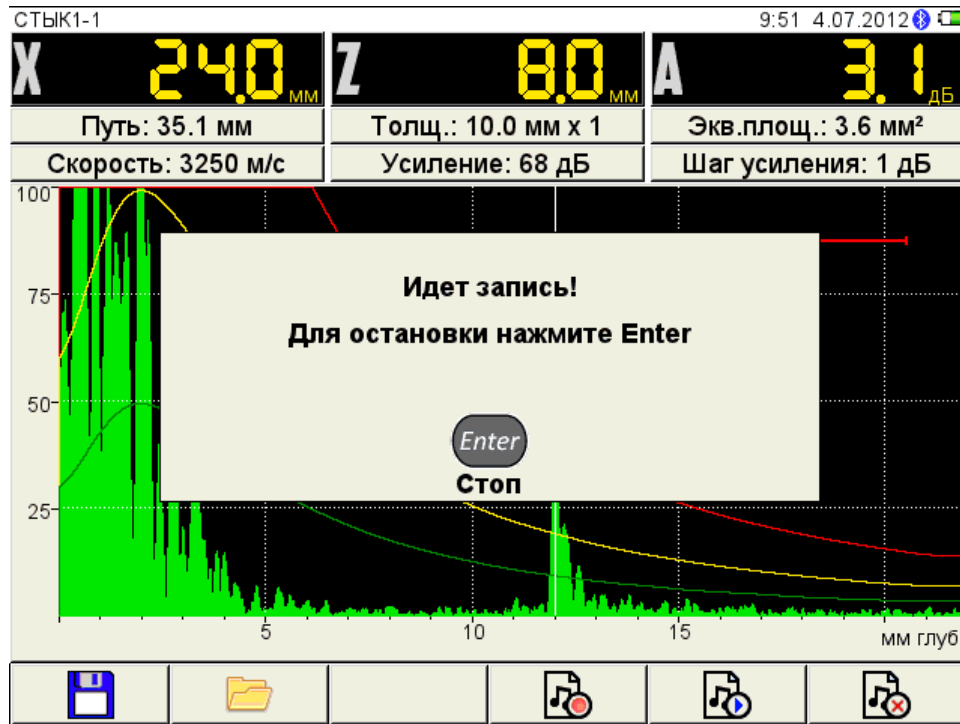 СТЫК1-1
9:51 4.07.2012
X 24.0 мм
Z 8.0 мм
A 3.1 дБ
Путь: 35.1 мм
Толщ.: 10.0 мм x 1
Экв.площ.: 3.6 мм²
Скорость: 3250 м/с
Усиление: 68 дБ
Шаг усиления: 1 дБ
100
75
50
25
Идет запись!
Для остановки нажмите Enter
Enter
Стоп
5
10
15
мм глуб